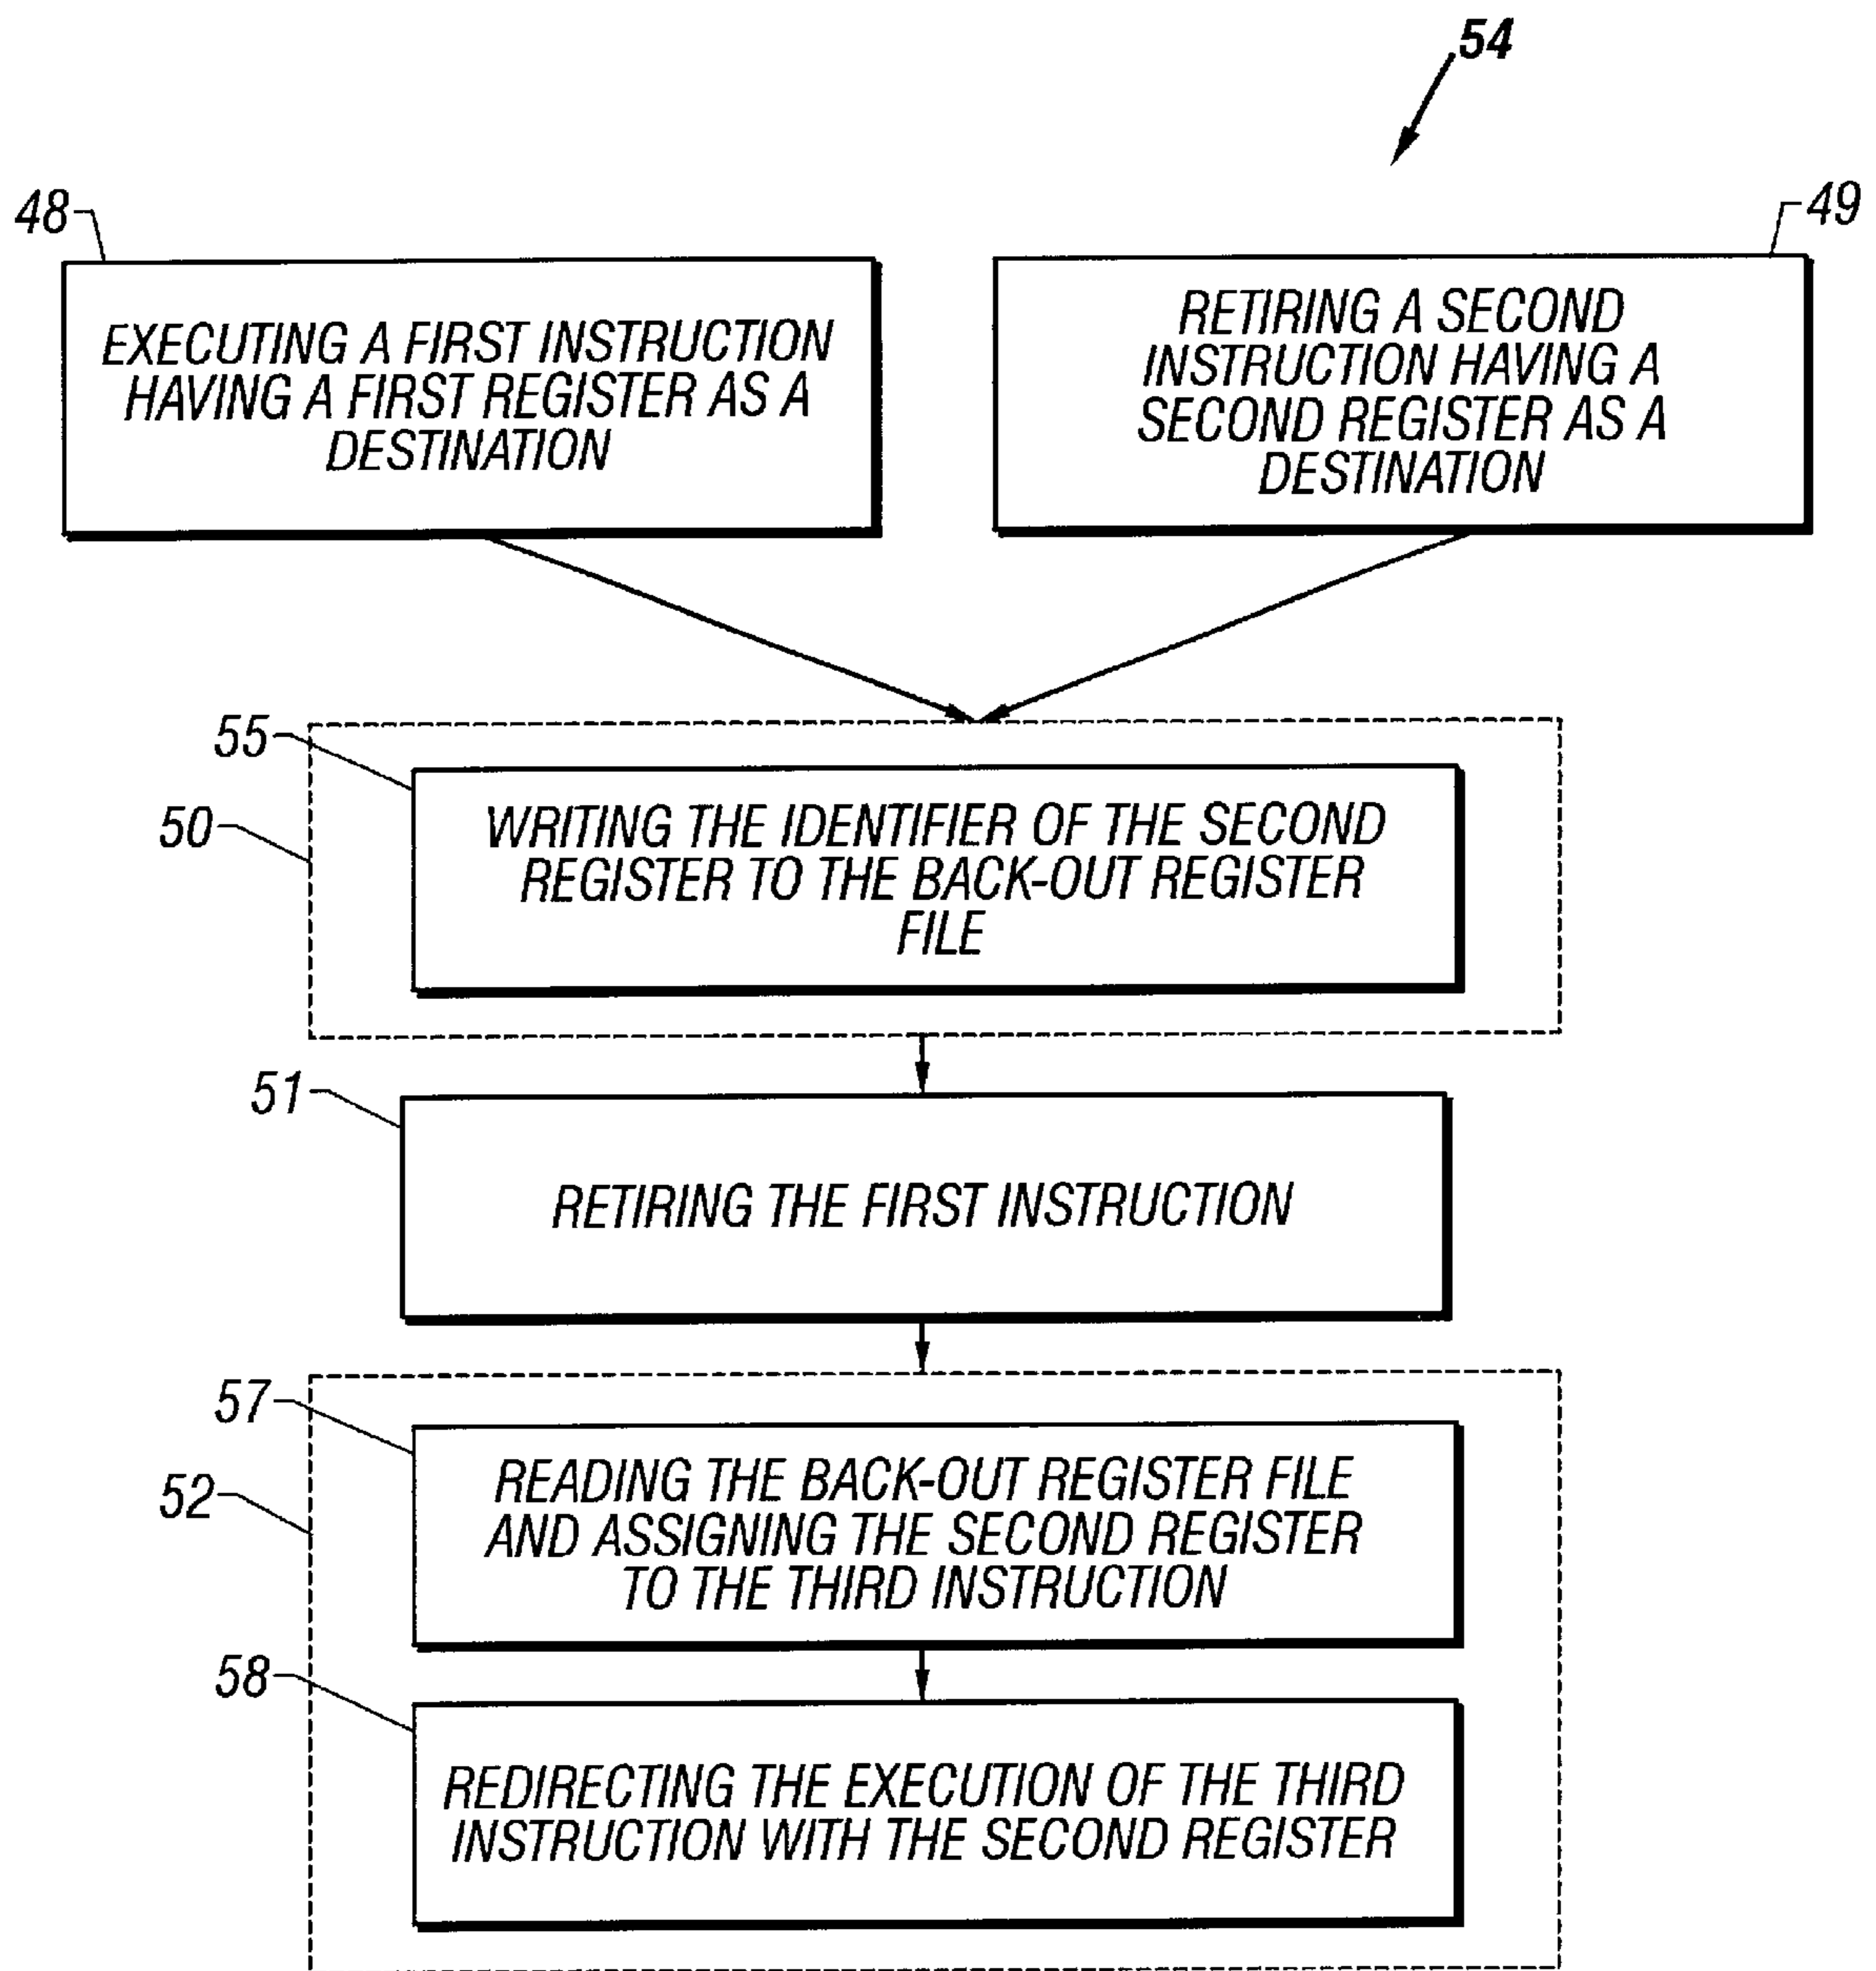 54
48
49
EXECUTING A FIRST INSTRUCTION
HAVING A FIRST REGISTER AS A
DESTINATION
RETIRING A SECOND
INSTRUCTION HAVING A
SECOND REGISTER AS A
DESTINATION
55
50
WRITING THE IDENTIFIER OF THE SECOND
REGISTER TO THE BACK-OUT REGISTER
FILE
51
RETIRING THE FIRST INSTRUCTION
57
52
READING THE BACK-OUT REGISTER FILE
AND ASSIGNING THE SECOND REGISTER
TO THE THIRD INSTRUCTION
58
REDIRECTING THE EXECUTION OF THE THIRD
INSTRUCTION WITH THE SECOND REGISTER